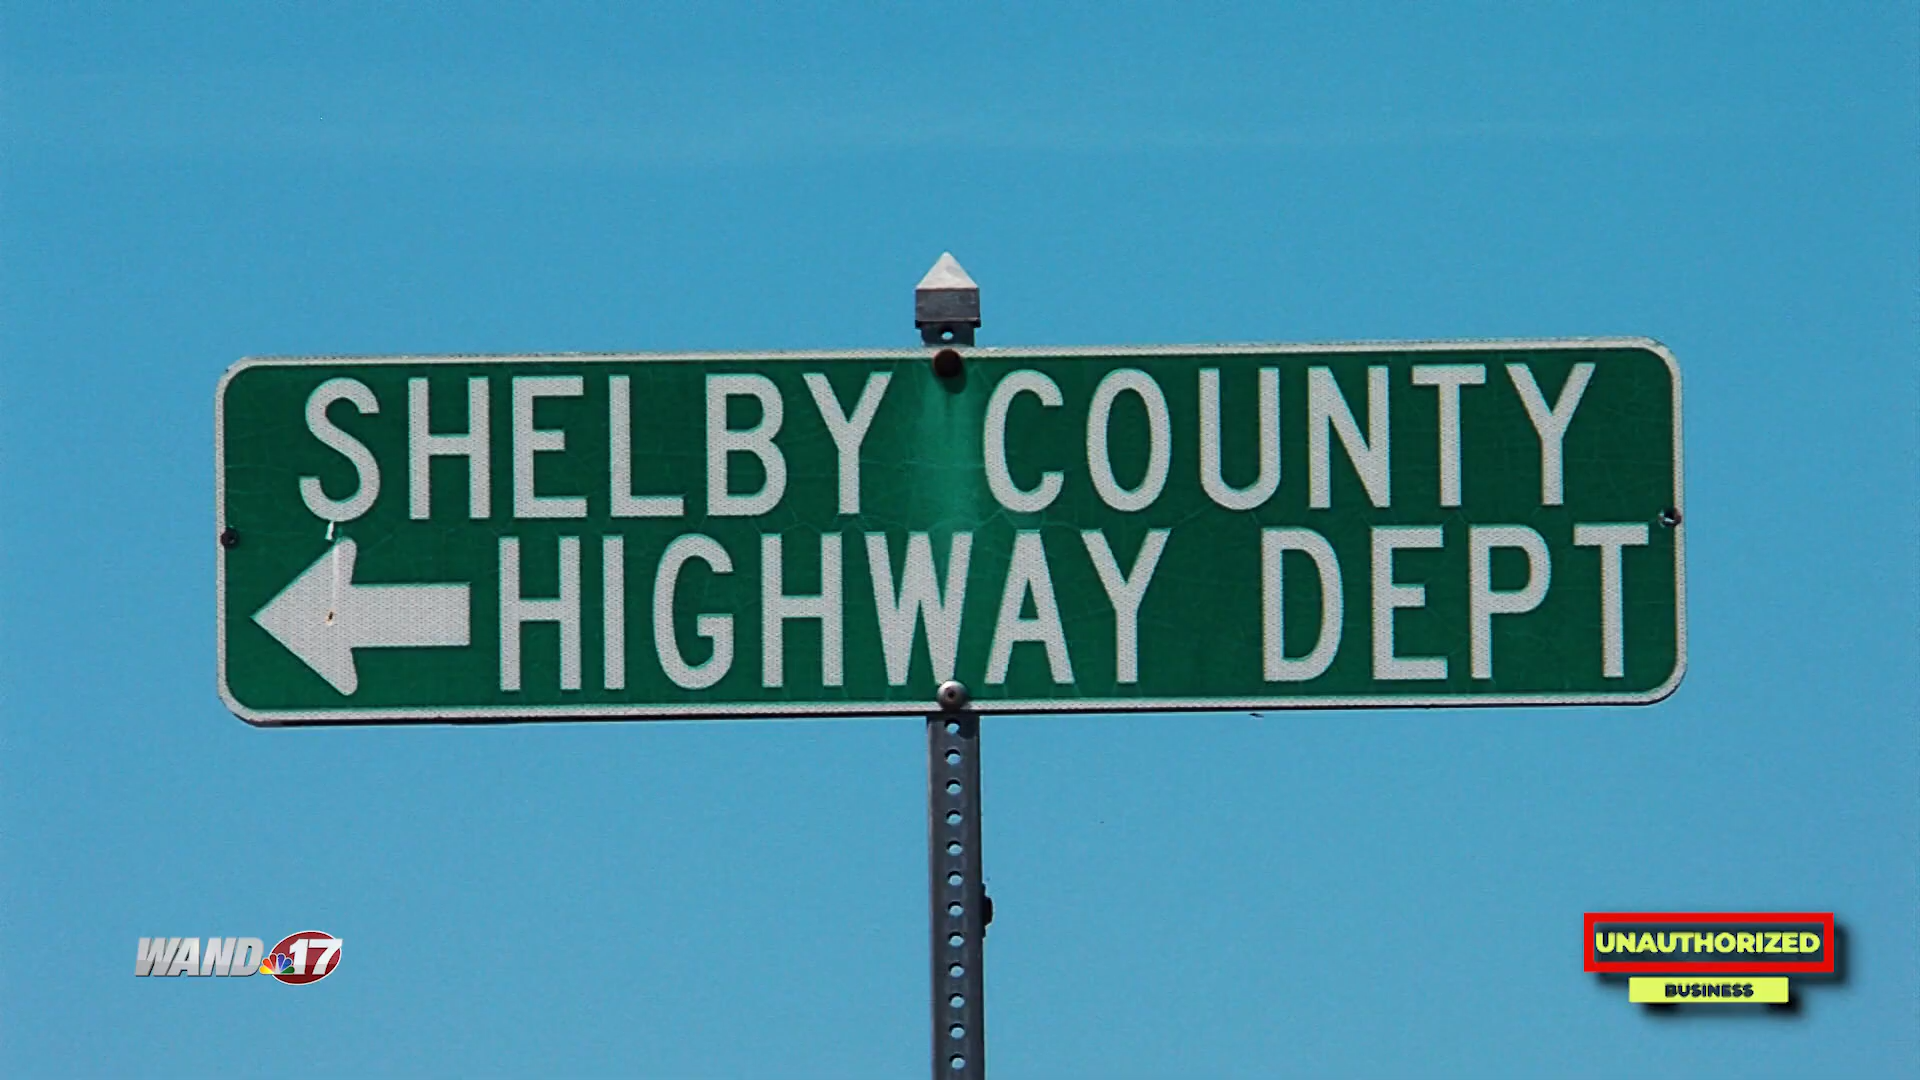 SHELBY COUNTY
HIGHWAY DEPT
WAND 17
UNAUTHORIZED
BUSINESS